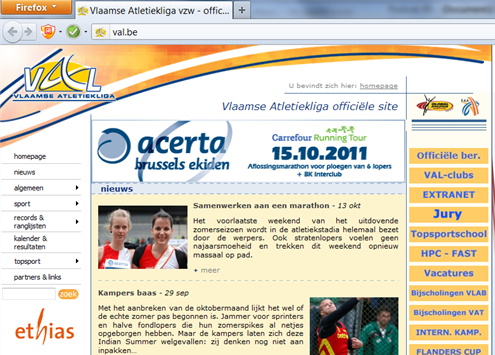 Firefox
Vlaamse Atletiekliga vzw - offic...
val.be
VAL
VLAAMSE ATLETIEKLIGA
U bevindt zich hier: homepage
Vlaamse Atletiekliga officiële site
homepage
nieuws
algemeen
sport
records & ranglijsten
kalender & resultaten
topsport
partners & links
zoek
ethias
acerta
brussels ekiden
Carrefour Running Tour
15.10.2011
Aflossingsmarathon voor ploegen van 6 lopers
+ BK Interclub
nieuws
Samenwerken aan een marathon - 13 okt
Het voorlaatste weekend van het uitdovende
zomerseizoen wordt in de atletiekstadia helemaal bezet
door de werpers. Ook stratenlopers voelen geen
najaarsmoeheid en trekken dit weekend opnieuw
massaal op pad.
+ meer
Kampers baas - 29 sep
Met het aanbreken van de oktobermaand lijkt het wel of
de echte zomer pas begonnen is. Jammer voor sprinters
en halve fondlopers die hun zomerspikes al netjes
opgeborgen hebben. Maar de kampers laten zich deze
Indian Summer welgevallen: zij denken nog niet aan
inpakken...
Officiële ber.
VAL-clubs
EXTRANET
Jury
Topsportschool
HPC - FAST
Vacatures
Bijscholingen VLAB
Bijscholingen VAT
INTERN. KAMP.
FLANDERS CUP